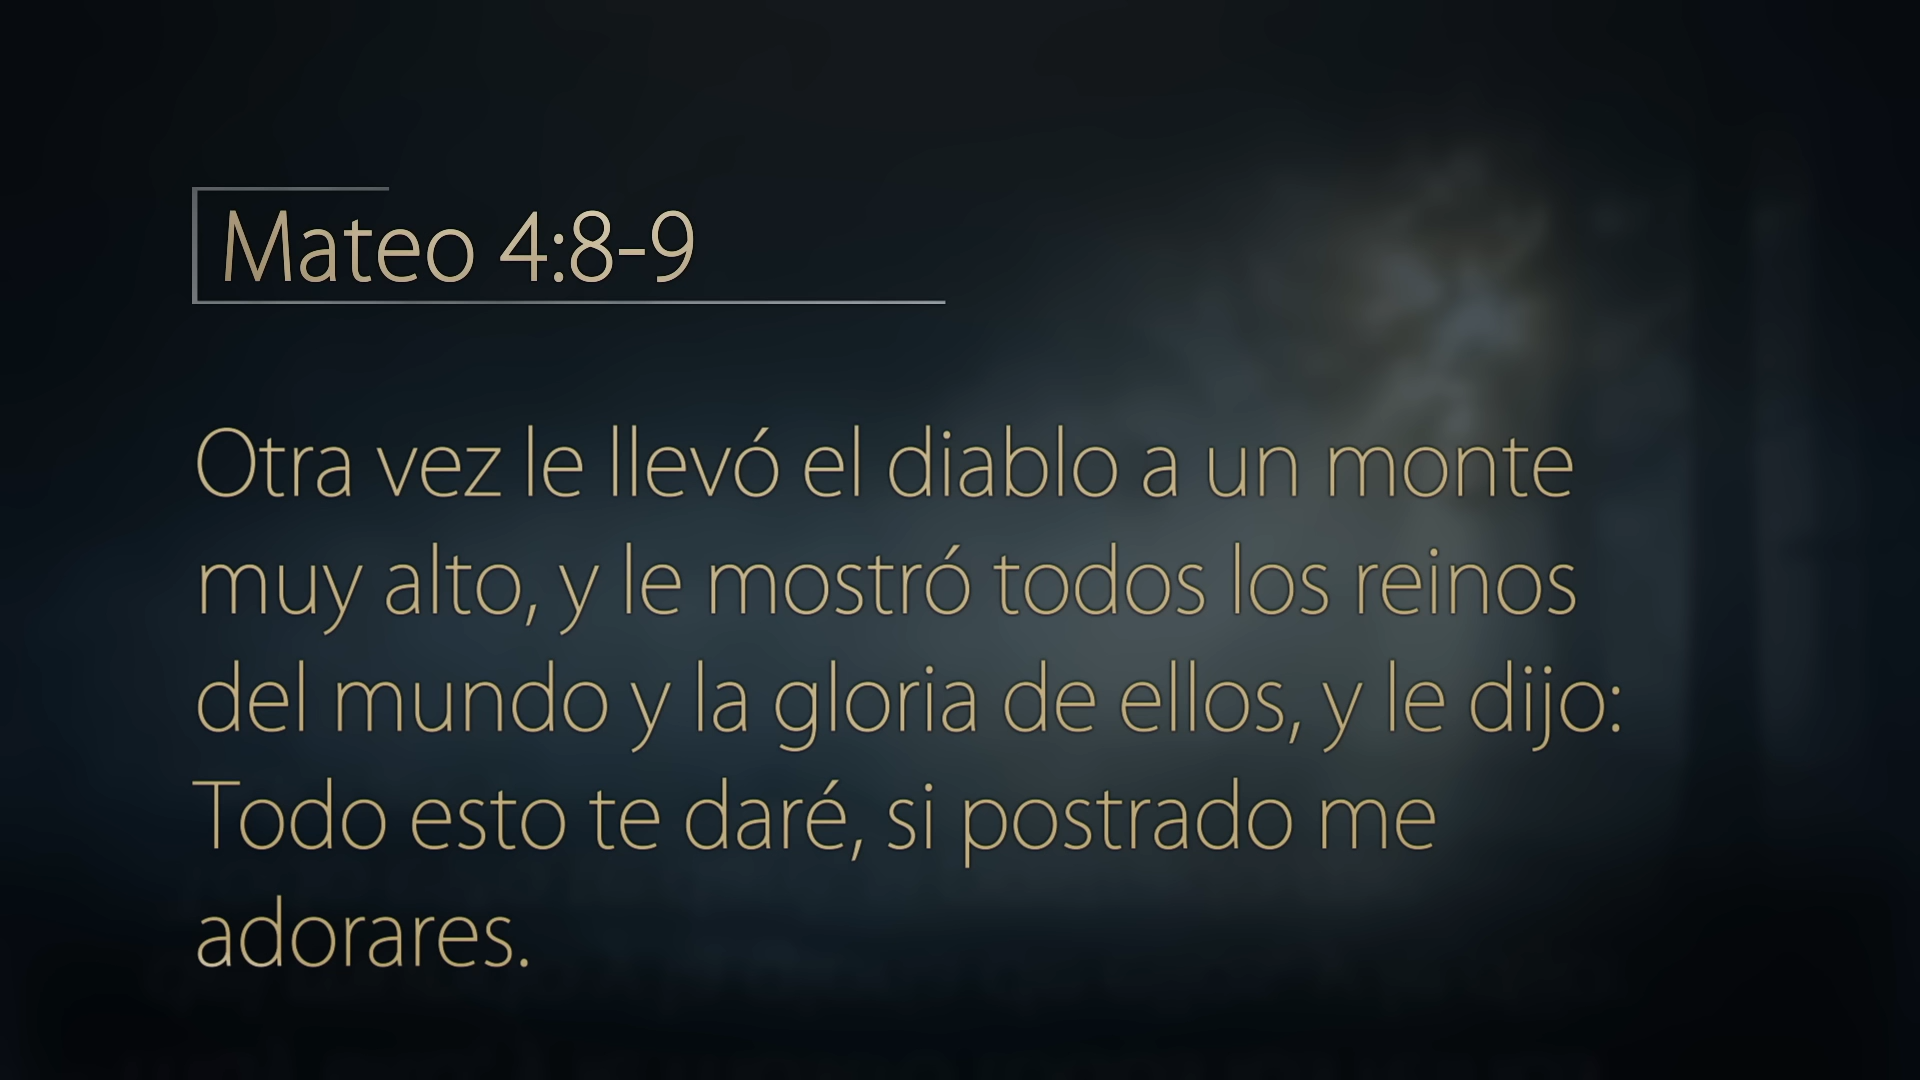 Mateo 4:8-9
Otra vez le llevó el diablo a un monte
muy alto, y le mostró todos los reinos
del mundo y la gloria de ellos, y le dijo:
Todo esto te daré, si postrado me
adorares.